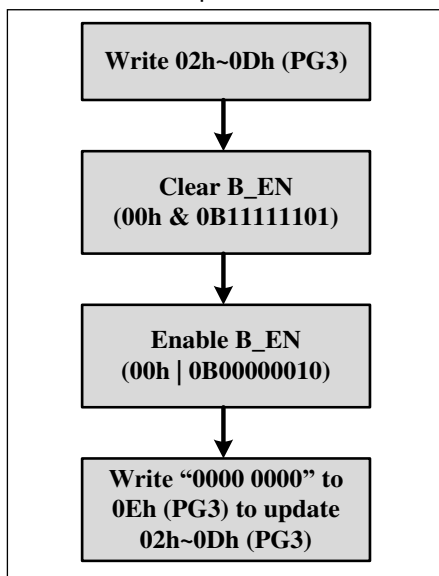 Write 02h~0Dh (PG3)
Clear B_EN
(00h & 0B11111101)
Enable B_EN
(00h | 0B00000010)
Write “0000 0000” to
0Eh (PG3) to update
02h~0Dh (PG3)